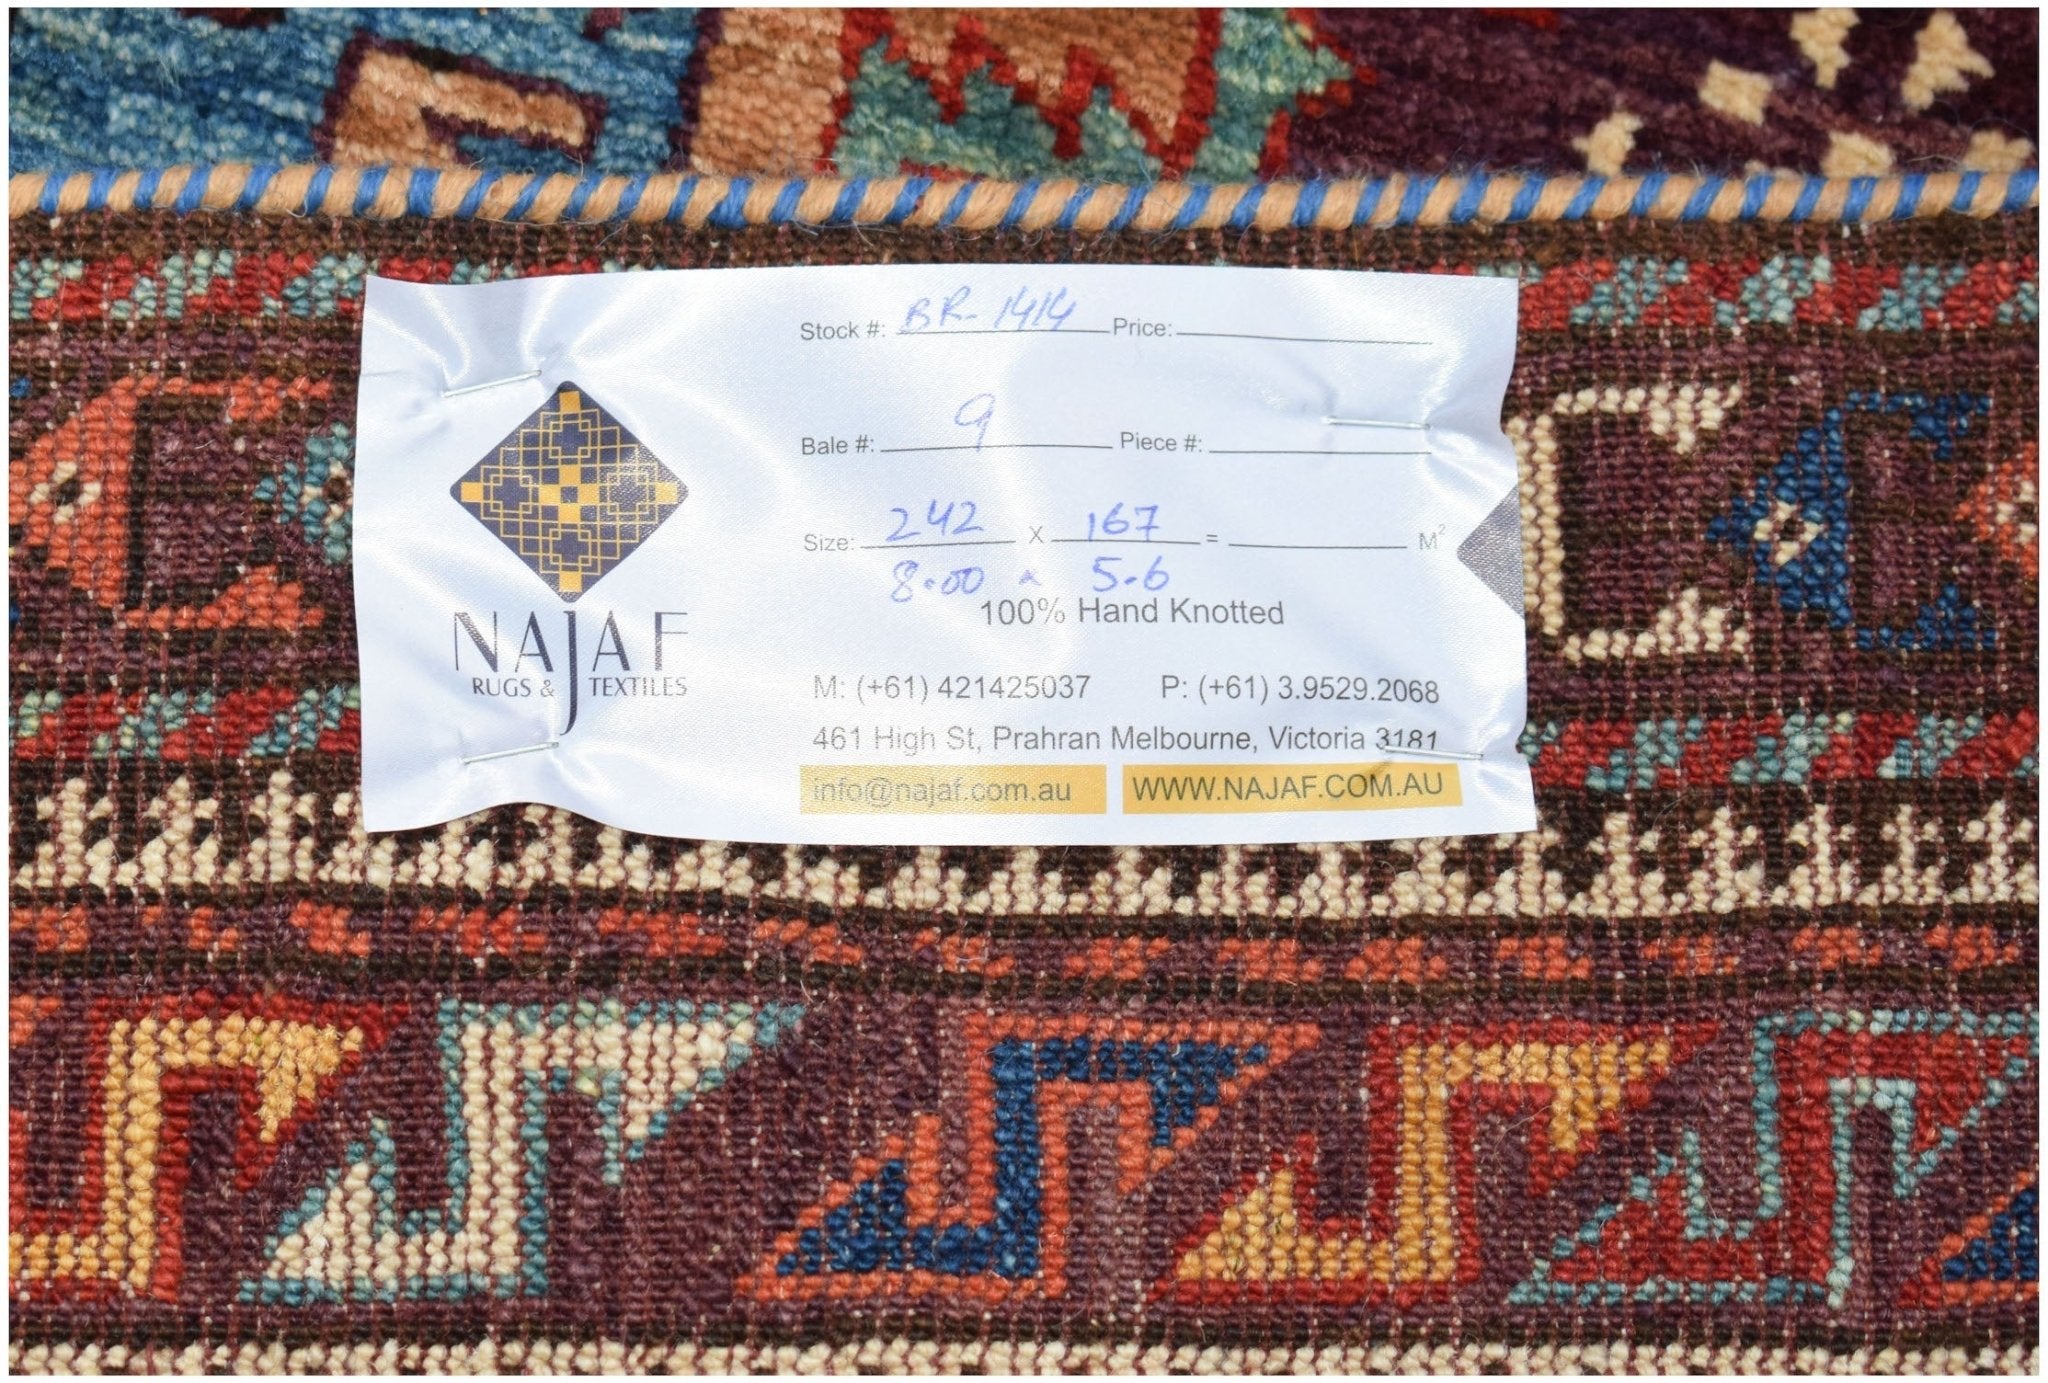 Stock #: BR-1414 Price:
Bale #: 9 Piece #:
Size: 242 x 167 = M²
8.00 x 5.6
100% Hand Knotted
NAJAF
RUGS & TEXTILES
M: (+61) 421425037 P: (+61) 3.9529.2068
461 High St, Prahran Melbourne, Victoria 3181
info@najaf.com.au WWW.NAJAF.COM.AU